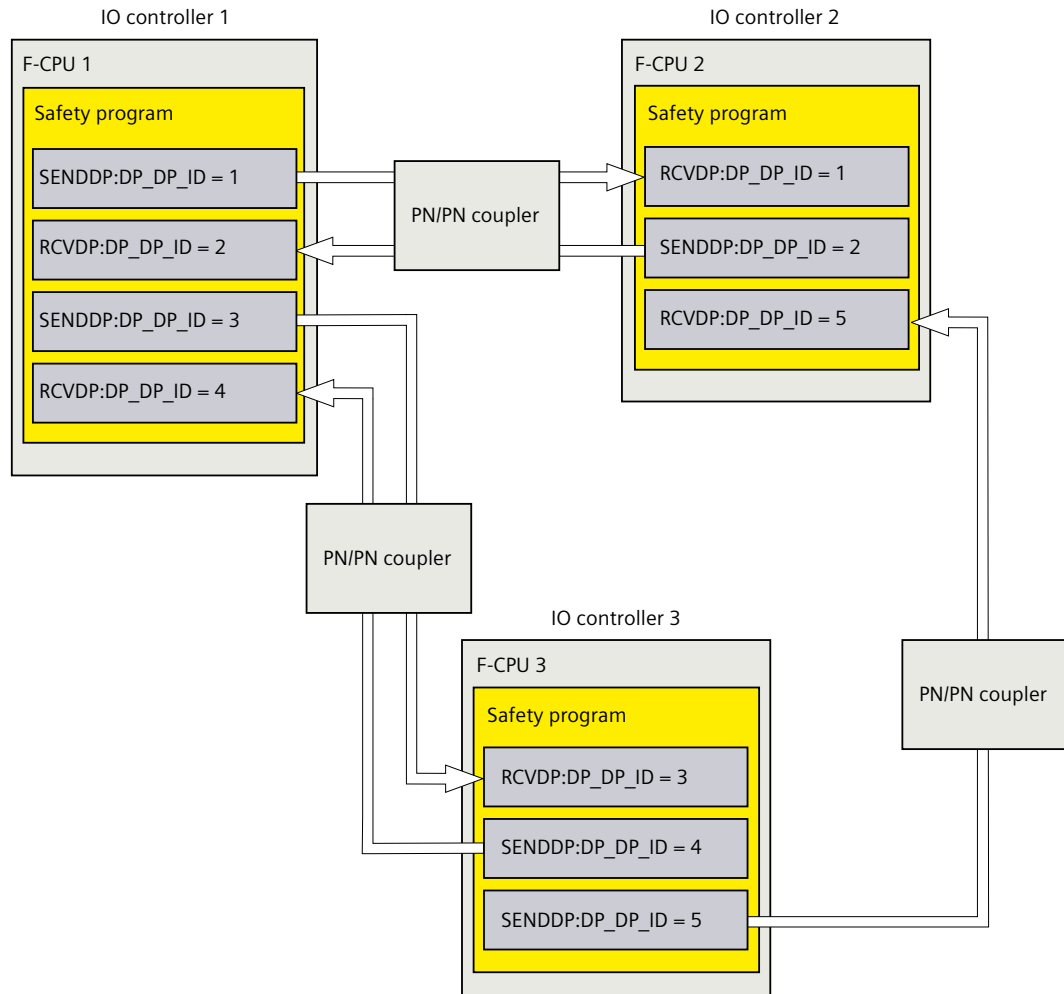 IO controller 1
F-CPU 1
Safety program
SENDDP:DP_DP_ID = 1
RCVDP:DP_DP_ID = 2
SENDDP:DP_DP_ID = 3
RCVDP:DP_DP_ID = 4
PN/PN coupler
IO controller 2
F-CPU 2
Safety program
RCVDP:DP_DP_ID = 1
SENDDP:DP_DP_ID = 2
RCVDP:DP_DP_ID = 5
PN/PN coupler
IO controller 3
F-CPU 3
Safety program
RCVDP:DP_DP_ID = 3
SENDDP:DP_DP_ID = 4
SENDDP:DP_DP_ID = 5
PN/PN coupler